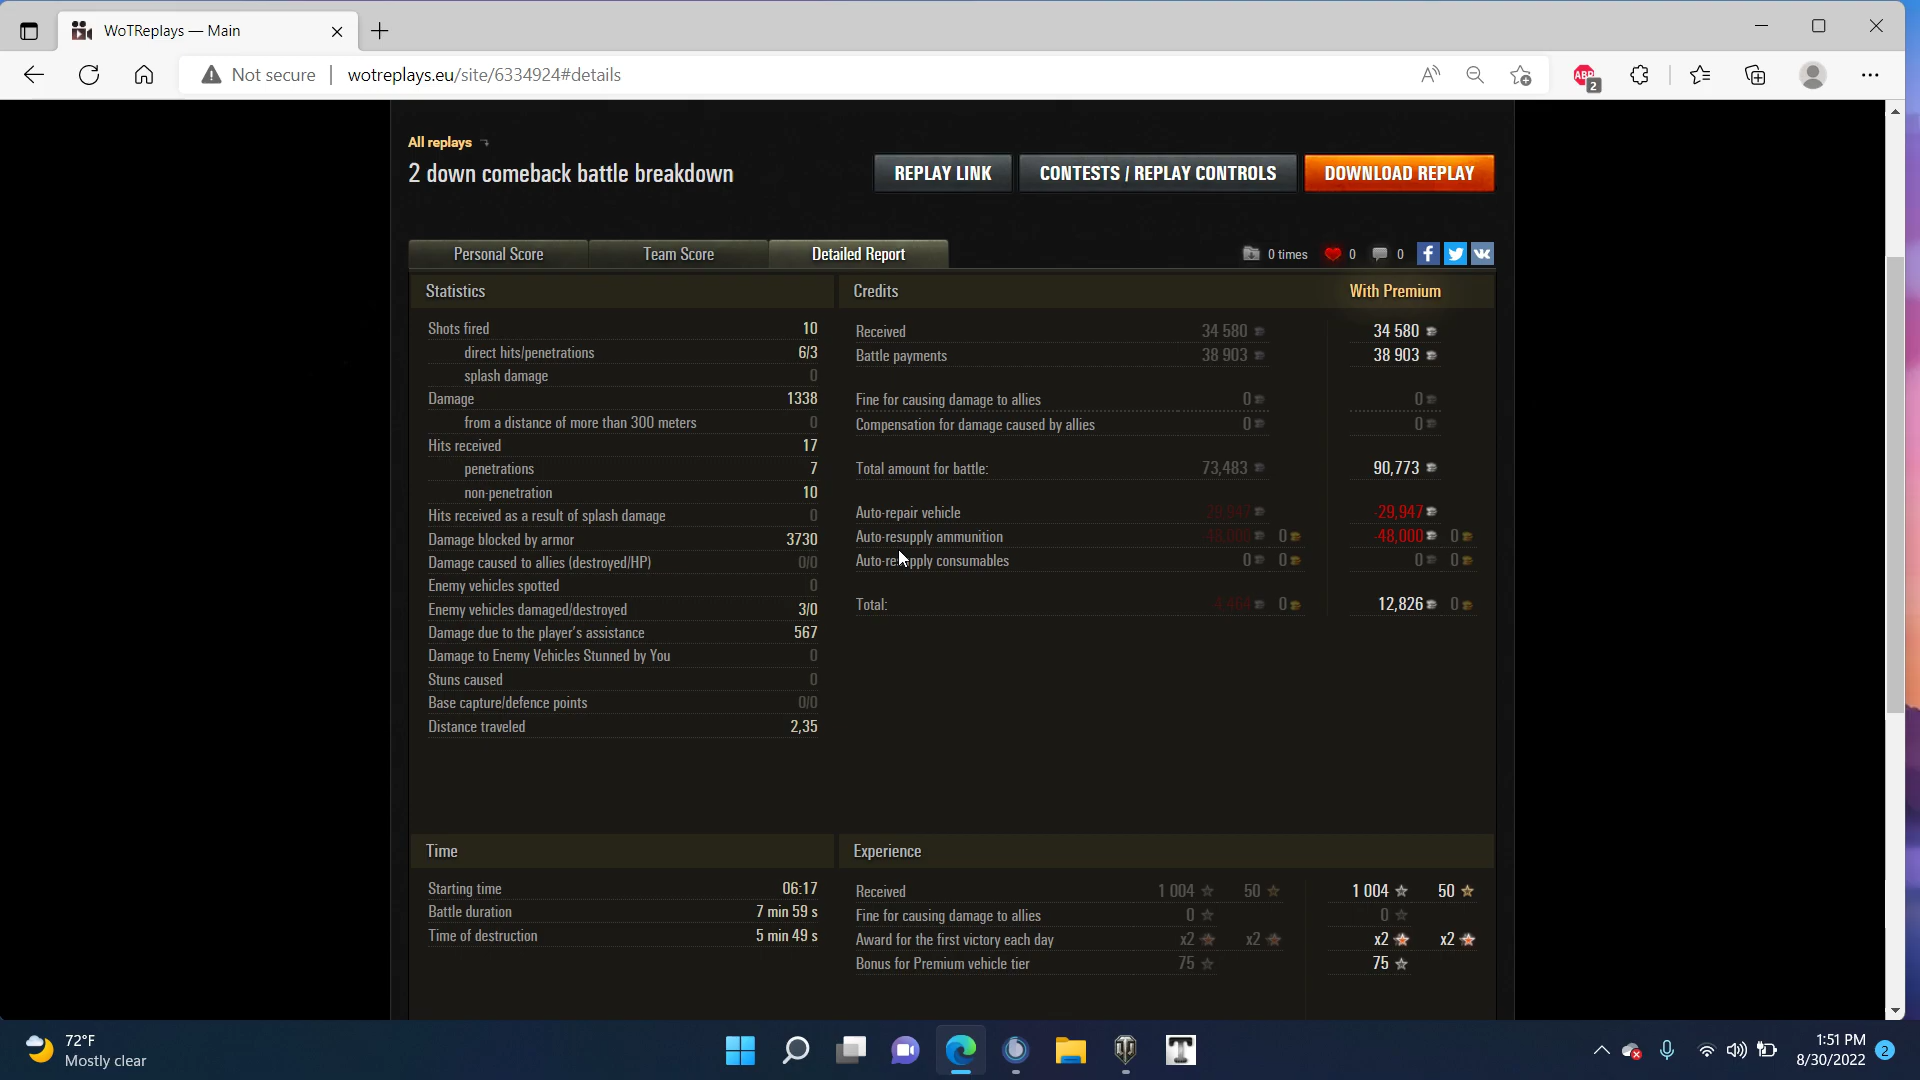 WoTReplays — Main
Not secure
wotreplays.eu/site/6334924#details
ABP
2
All replays
2 down comeback battle breakdown
REPLAY LINK
CONTESTS / REPLAY CONTROLS
DOWNLOAD REPLAY
Personal Score
Team Score
Detailed Report
0 times
0
0
Statistics
Shots fired 10
direct hits/penetrations 6/3
splash damage 0
Damage 1338
from a distance of more than 300 meters 0
Hits received 17
penetrations 7
non-penetration 10
Hits received as a result of splash damage 0
Damage blocked by armor 3730
Damage caused to allies (destroyed/HP) 0/0
Enemy vehicles spotted 0
Enemy vehicles damaged/destroyed 3/0
Damage due to the player's assistance 567
Damage to Enemy Vehicles Stunned by You 0
Stuns caused 0
Base capture/defence points 0/0
Distance traveled 2,35
Credits With Premium
Received 34 580 34 580
Battle payments 38 903 38 903
Fine for causing damage to allies 0 0
Compensation for damage caused by allies 0 0
Total amount for battle: 73,483 90,773
Auto-repair vehicle -29,947 -29,947
Auto-resupply ammunition -48,000 0 -48,000 0
Auto-resupply consumables 0 0 0 0
Total: -4,464 0 12,826 0
Time
Starting time 06:17
Battle duration 7 min 59 s
Time of destruction 5 min 49 s
Experience
Received 1 004 50 1 004 50
Fine for causing damage to allies 0 0
Award for the first victory each day x2 x2 x2 x2
Bonus for Premium vehicle tier 75 75
72°F
Mostly clear
1:51 PM
8/30/2022
2